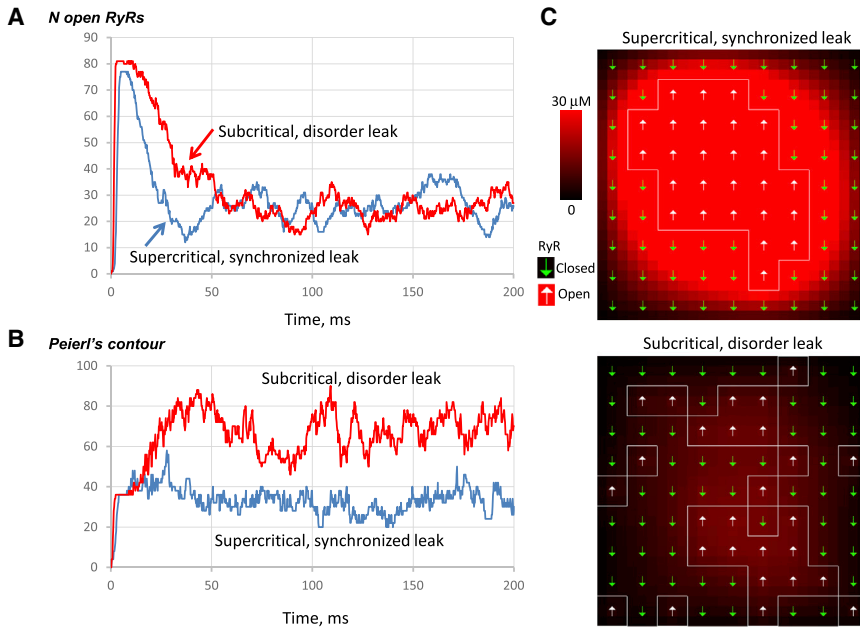 A
N open RyRs
90
80
70
60
50
40
30
20
10
0
0
50
100
150
200
Subcritical, disorder leak
Supercritical, synchronized leak
Time, ms
B
Peierl's contour
100
80
60
40
20
0
0
50
100
150
200
Subcritical, disorder leak
Supercritical, synchronized leak
Time, ms
C
Supercritical, synchronized leak
30 µM
0
RyR
Closed
Open
Subcritical, disorder leak